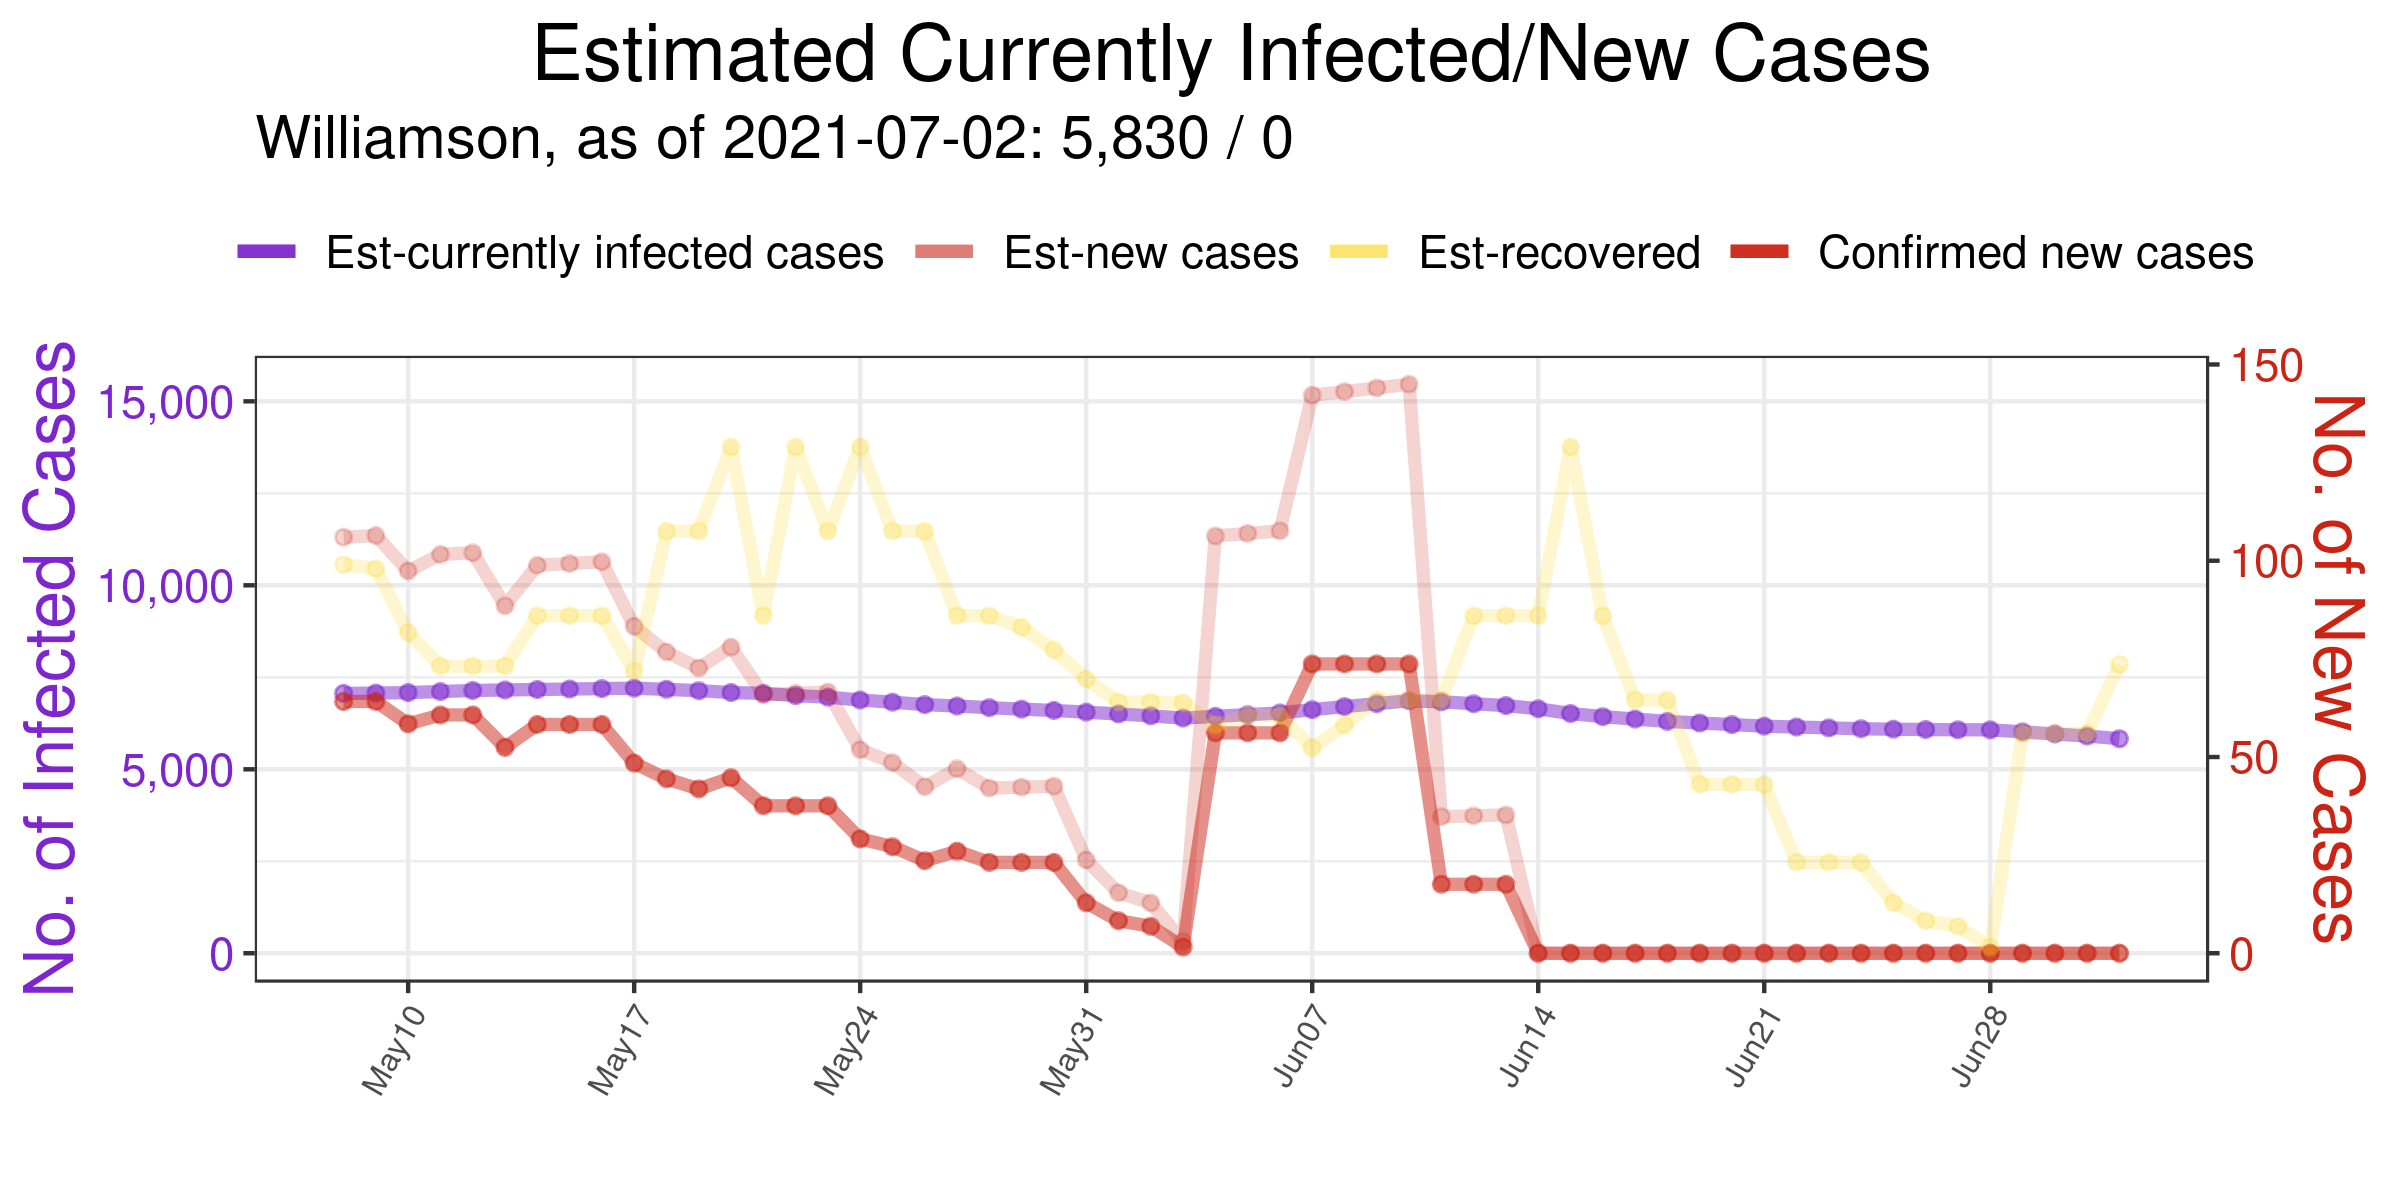 Estimated Currently Infected/New Cases
Williamson, as of 2021-07-02: 5,830 / 0
Est-currently infected cases Est-new cases Est-recovered Confirmed new cases
No. of Infected Cases
15,000
10,000
5,000
0
150
100
50
0
No. of New Cases
May10 May17 May24 May31 Jun07 Jun14 Jun21 Jun28